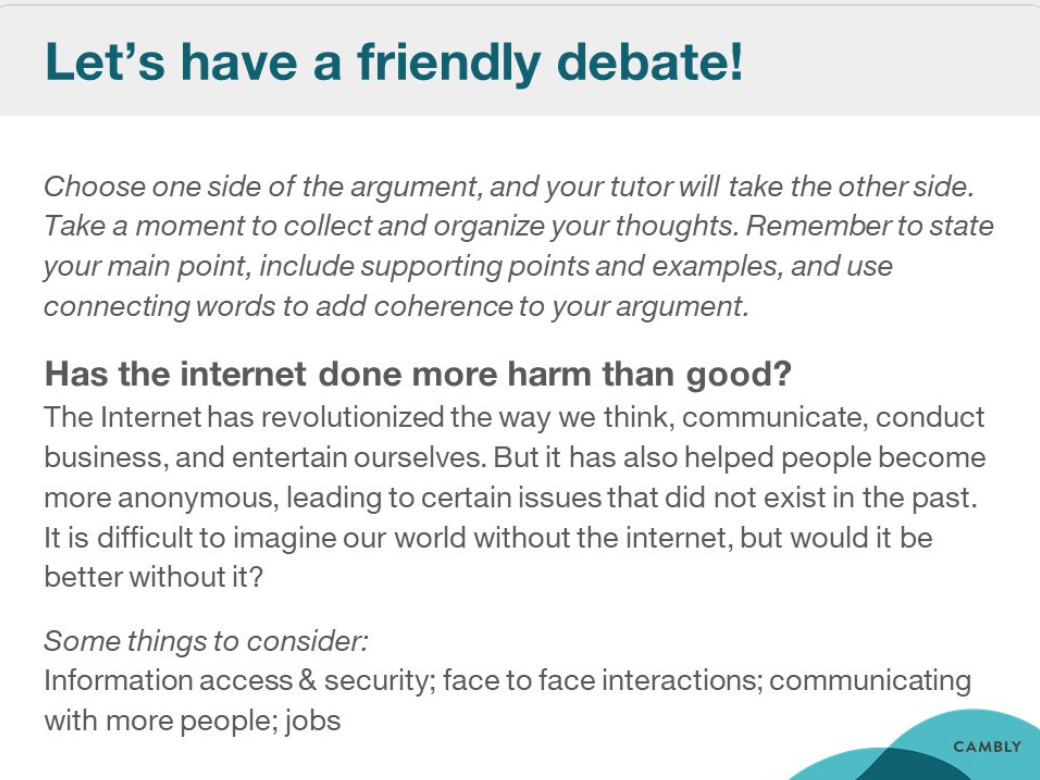 Let’s have a friendly debate!
Choose one side of the argument, and your tutor will take the other side.
Take a moment to collect and organize your thoughts. Remember to state
your main point, include supporting points and examples, and use
connecting words to add coherence to your argument.
Has the internet done more harm than good?
The Internet has revolutionized the way we think, communicate, conduct
business, and entertain ourselves. But it has also helped people become
more anonymous, leading to certain issues that did not exist in the past.
It is difficult to imagine our world without the internet, but would it be
better without it?
Some things to consider:
Information access & security; face to face interactions; communicating
with more people; jobs
CAMBLY